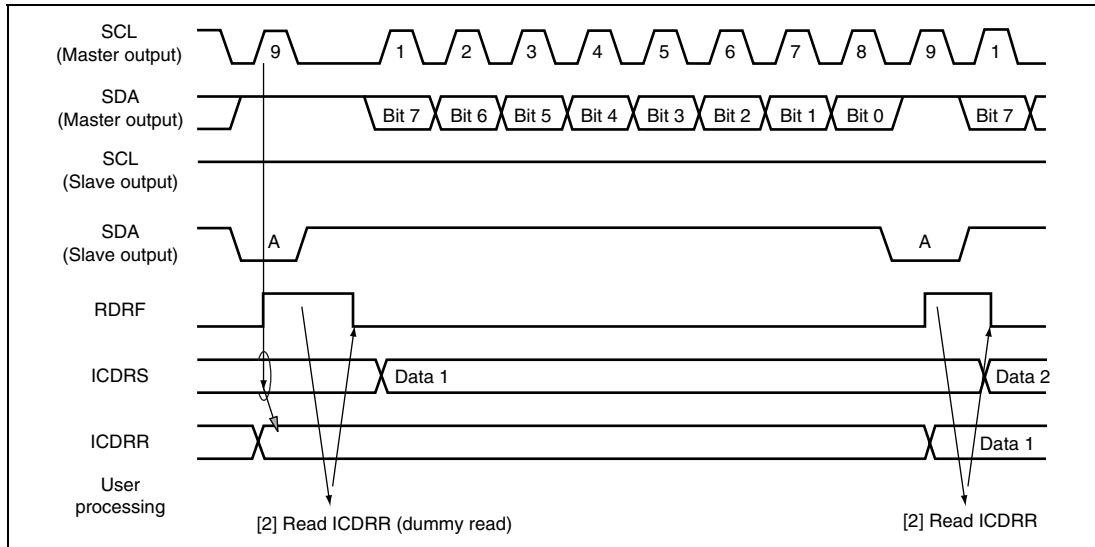 SCL
(Master output)
9 1 2 3 4 5 6 7 8 9 1
SDA
(Master output)
Bit 7 Bit 6 Bit 5 Bit 4 Bit 3 Bit 2 Bit 1 Bit 0 Bit 7
SCL
(Slave output)
SDA
(Slave output)
A A
RDRF
ICDRS
Data 1 Data 2
ICDRR
Data 1
User
processing
[2] Read ICDRR (dummy read) [2] Read ICDRR